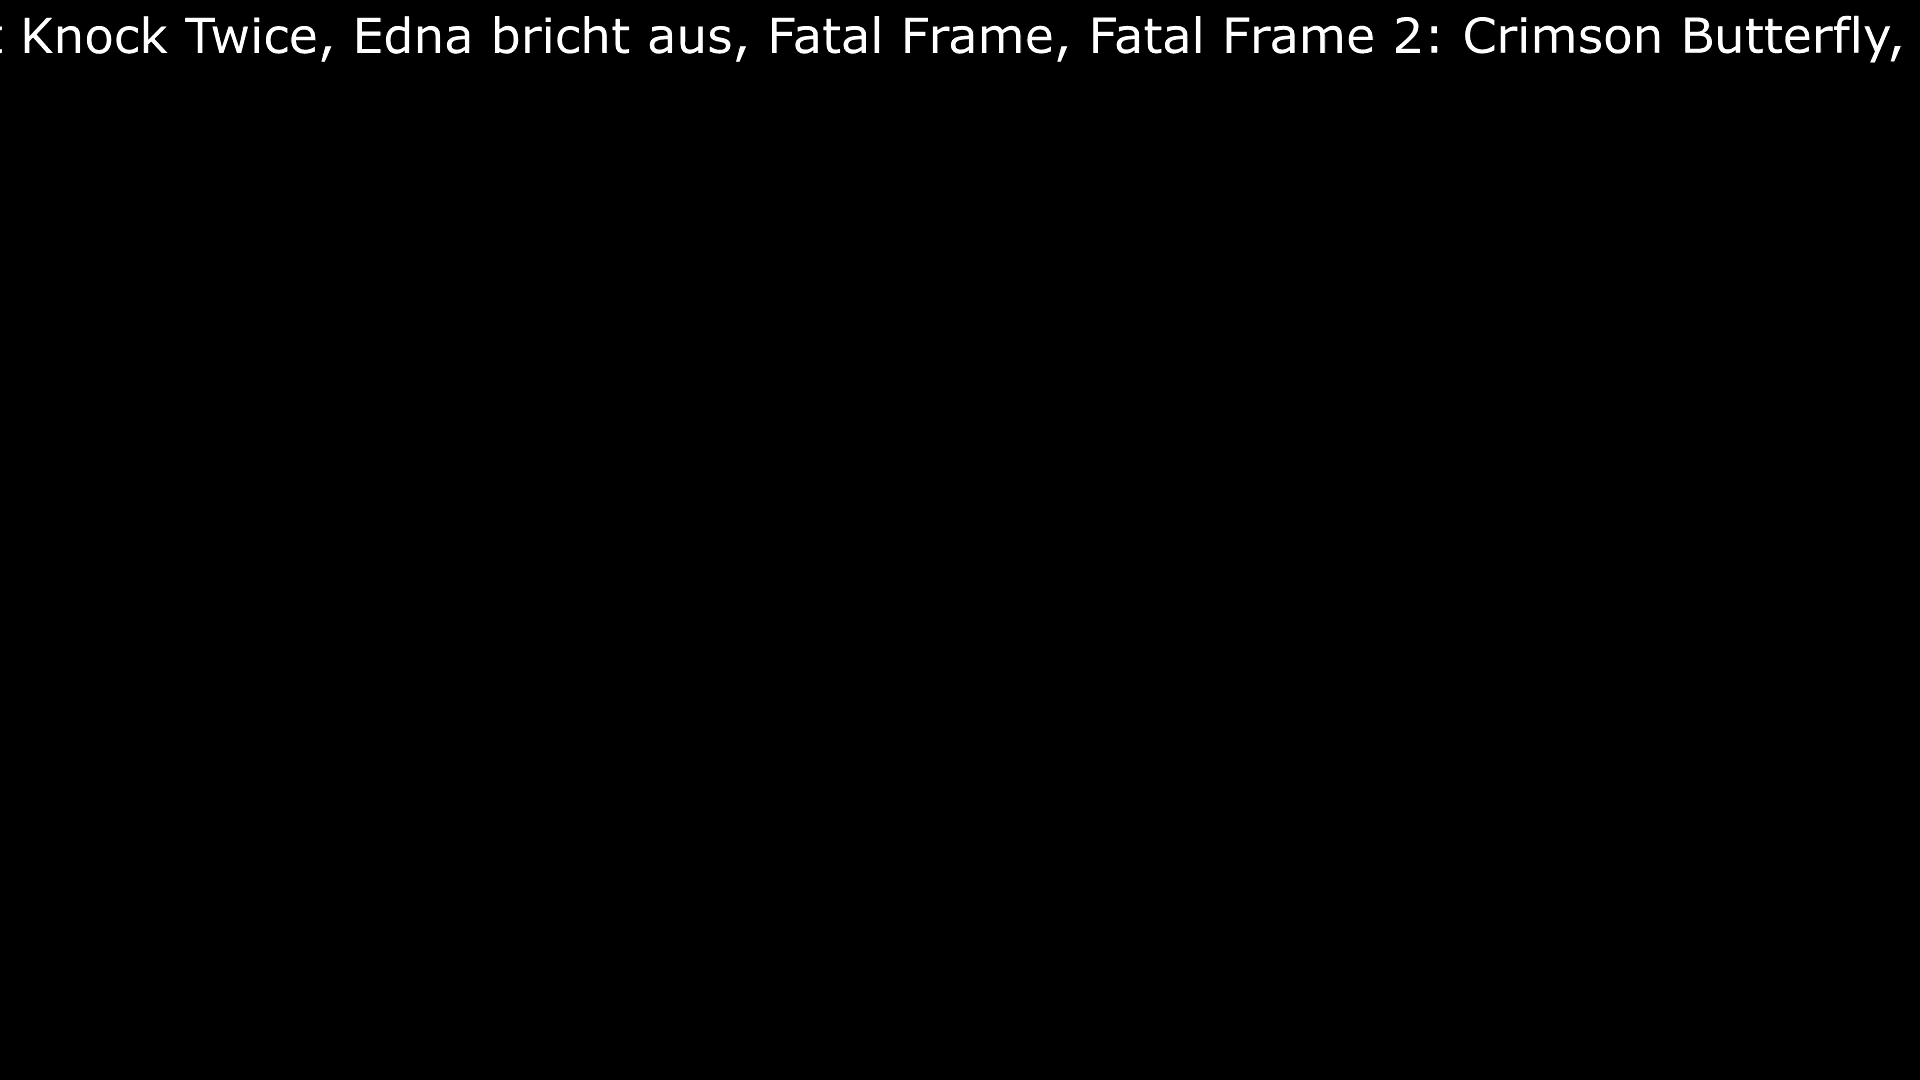 Knock Twice, Edna bricht aus, Fatal Frame, Fatal Frame 2: Crimson Butterfly,